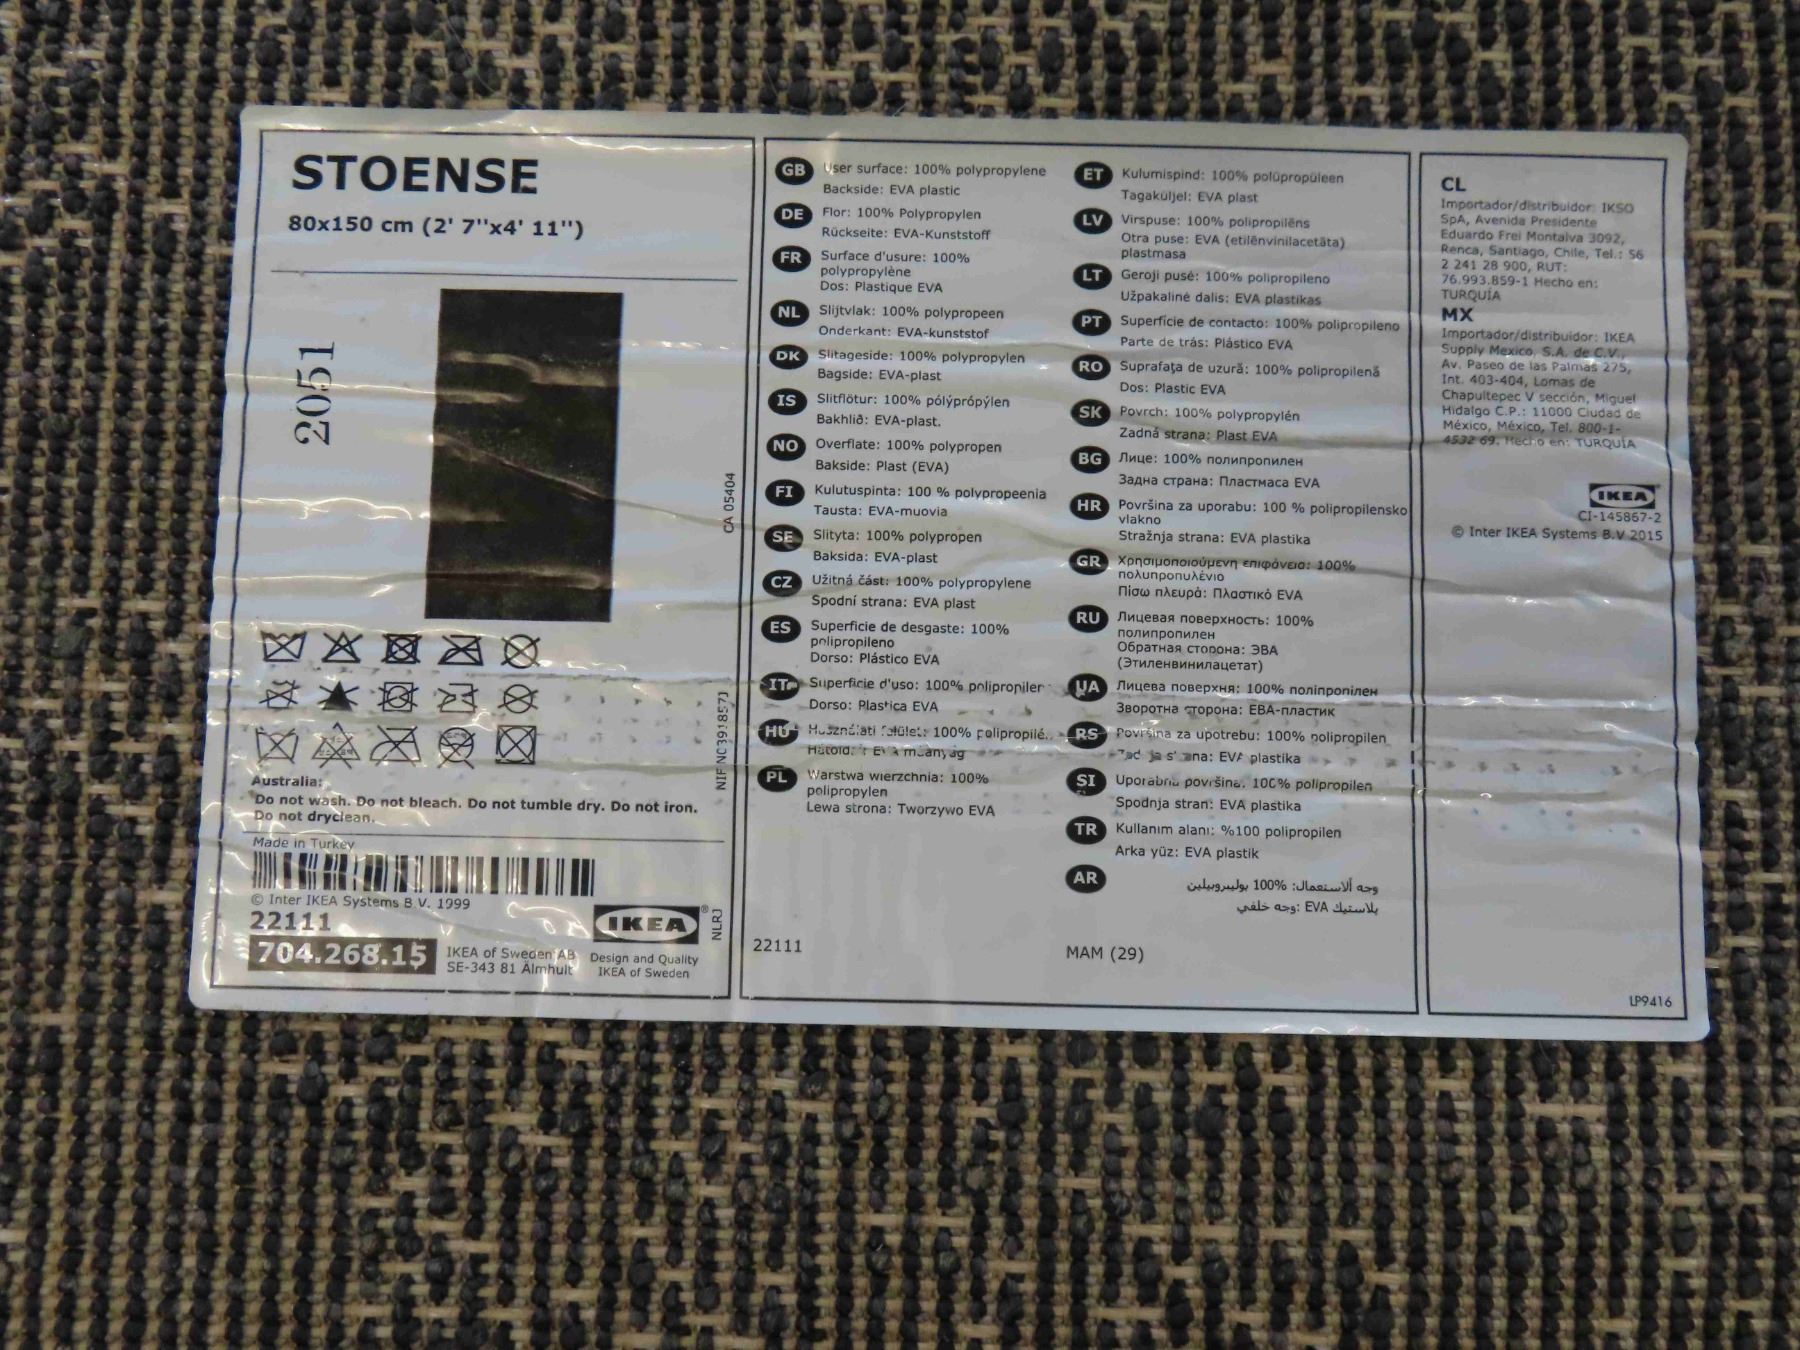 STOENSE
80x150 cm (2' 7''x4' 11'')
2051
CA 05404
NIF N0391857J
Australia:
Do not wash. Do not bleach. Do not tumble dry. Do not iron.
Do not dryclean.
Made in Turkey
© Inter IKEA Systems B.V. 1999
22111
704.268.15
IKEA of Sweden AB
SE-343 81 Älmhult
IKEA®
Design and Quality
IKEA of Sweden
NLRJ
GB User surface: 100% polypropylene
Backside: EVA plastic
DE Flor: 100% Polypropylen
Rückseite: EVA-Kunststoff
FR Surface d'usure: 100%
polypropylène
Dos: Plastique EVA
NL Slijtvlak: 100% polypropeen
Onderkant: EVA-kunststof
DK Slitageside: 100% polypropylen
Bagside: EVA-plast
IS Slitflötur: 100% pólýprópýlen
Bakhlið: EVA-plast.
NO Overflate: 100% polypropen
Bakside: Plast (EVA)
FI Kulutuspinta: 100 % polypropeenia
Tausta: EVA-muovia
SE Slityta: 100% polypropen
Baksida: EVA-plast
CZ Užitná část: 100% polypropylene
Spodní strana: EVA plast
ES Superficie de desgaste: 100%
polipropileno
Dorso: Plástico EVA
IT Superficie d'uso: 100%
Dorso: Plastica EVA
HU Használati felület: 100%
EVA műanyag
PL Warstwa wierzchnia: 100%
polipropylen
Lewa strona: Tworzywo EVA
22111
ET Kulumispind: 100% polüpropüleen
Tagaküljel: EVA plast
LV Virspuse: 100% polipropilēns
Otra puse: EVA (etilēnvinilacetāta)
plastmasa
LT Geroji pusė: 100% polipropileno
Užpakalinė dalis: EVA plastikas
PT Superfície de contacto: 100% polipropileno
Parte de trás: Plástico EVA
RO Suprafaţa de uzură: 100% polipropilenă
Dos: Plastic EVA
SK Povrch: 100% polypropylén
Zadná strana: Plast EVA
BG Лице: 100% полипропилен
Задна страна: Пластмаса EVA
HR Površina za uporabu: 100 % polipropilensko
vlakno
Stražnja strana: EVA plastika
GR Χρησιμοποιούμενη επιφάνεια: 100%
πολυπροπυλένιο
Πίσω πλευρά: Πλαστικό EVA
RU Лицевая поверхность: 100%
полипропилен
Обратная сторона: ЭВА
(Этиленвинилацетат)
UA Лицева поверхня: 100% поліпропілен
Зворотна сторона: ЕВА-пластик
RS Površina za upotrebu: 100% polipropilen
EVA plastika
SI Uporabna površina: 100% polipropilen
Spodnja stran: EVA plastika
TR Kullanım alanı: %100 polipropilen
Arka yüz: EVA plastik
AR وجه ألاستعمال: %100 بوليبروبيلين
وجه خلفي: EVA بلاستيك
MAM (29)
CL
Importador/distribuidor: IKSO
SpA, Avenida Presidente
Eduardo Frei Montalva 3092,
Renca, Santiago, Chile, Tel.: 56
2 241 28 900, RUT:
76.993.859-1 Hecho en:
TURQUÍA
MX
Importador/distribuidor: IKEA
Supply Mexico, S.A. de C.V.,
Av. Paseo de las Palmas 275,
Int. 403-404, Lomas de
Chapultepec V sección, Miguel
Hidalgo C.P.: 11000 Ciudad de
México, México, Tel. 800-1-
4532 69. Hecho en: TURQUÍA
IKEA®
CI-145867-2
© Inter IKEA Systems B.V 2015
LP9416